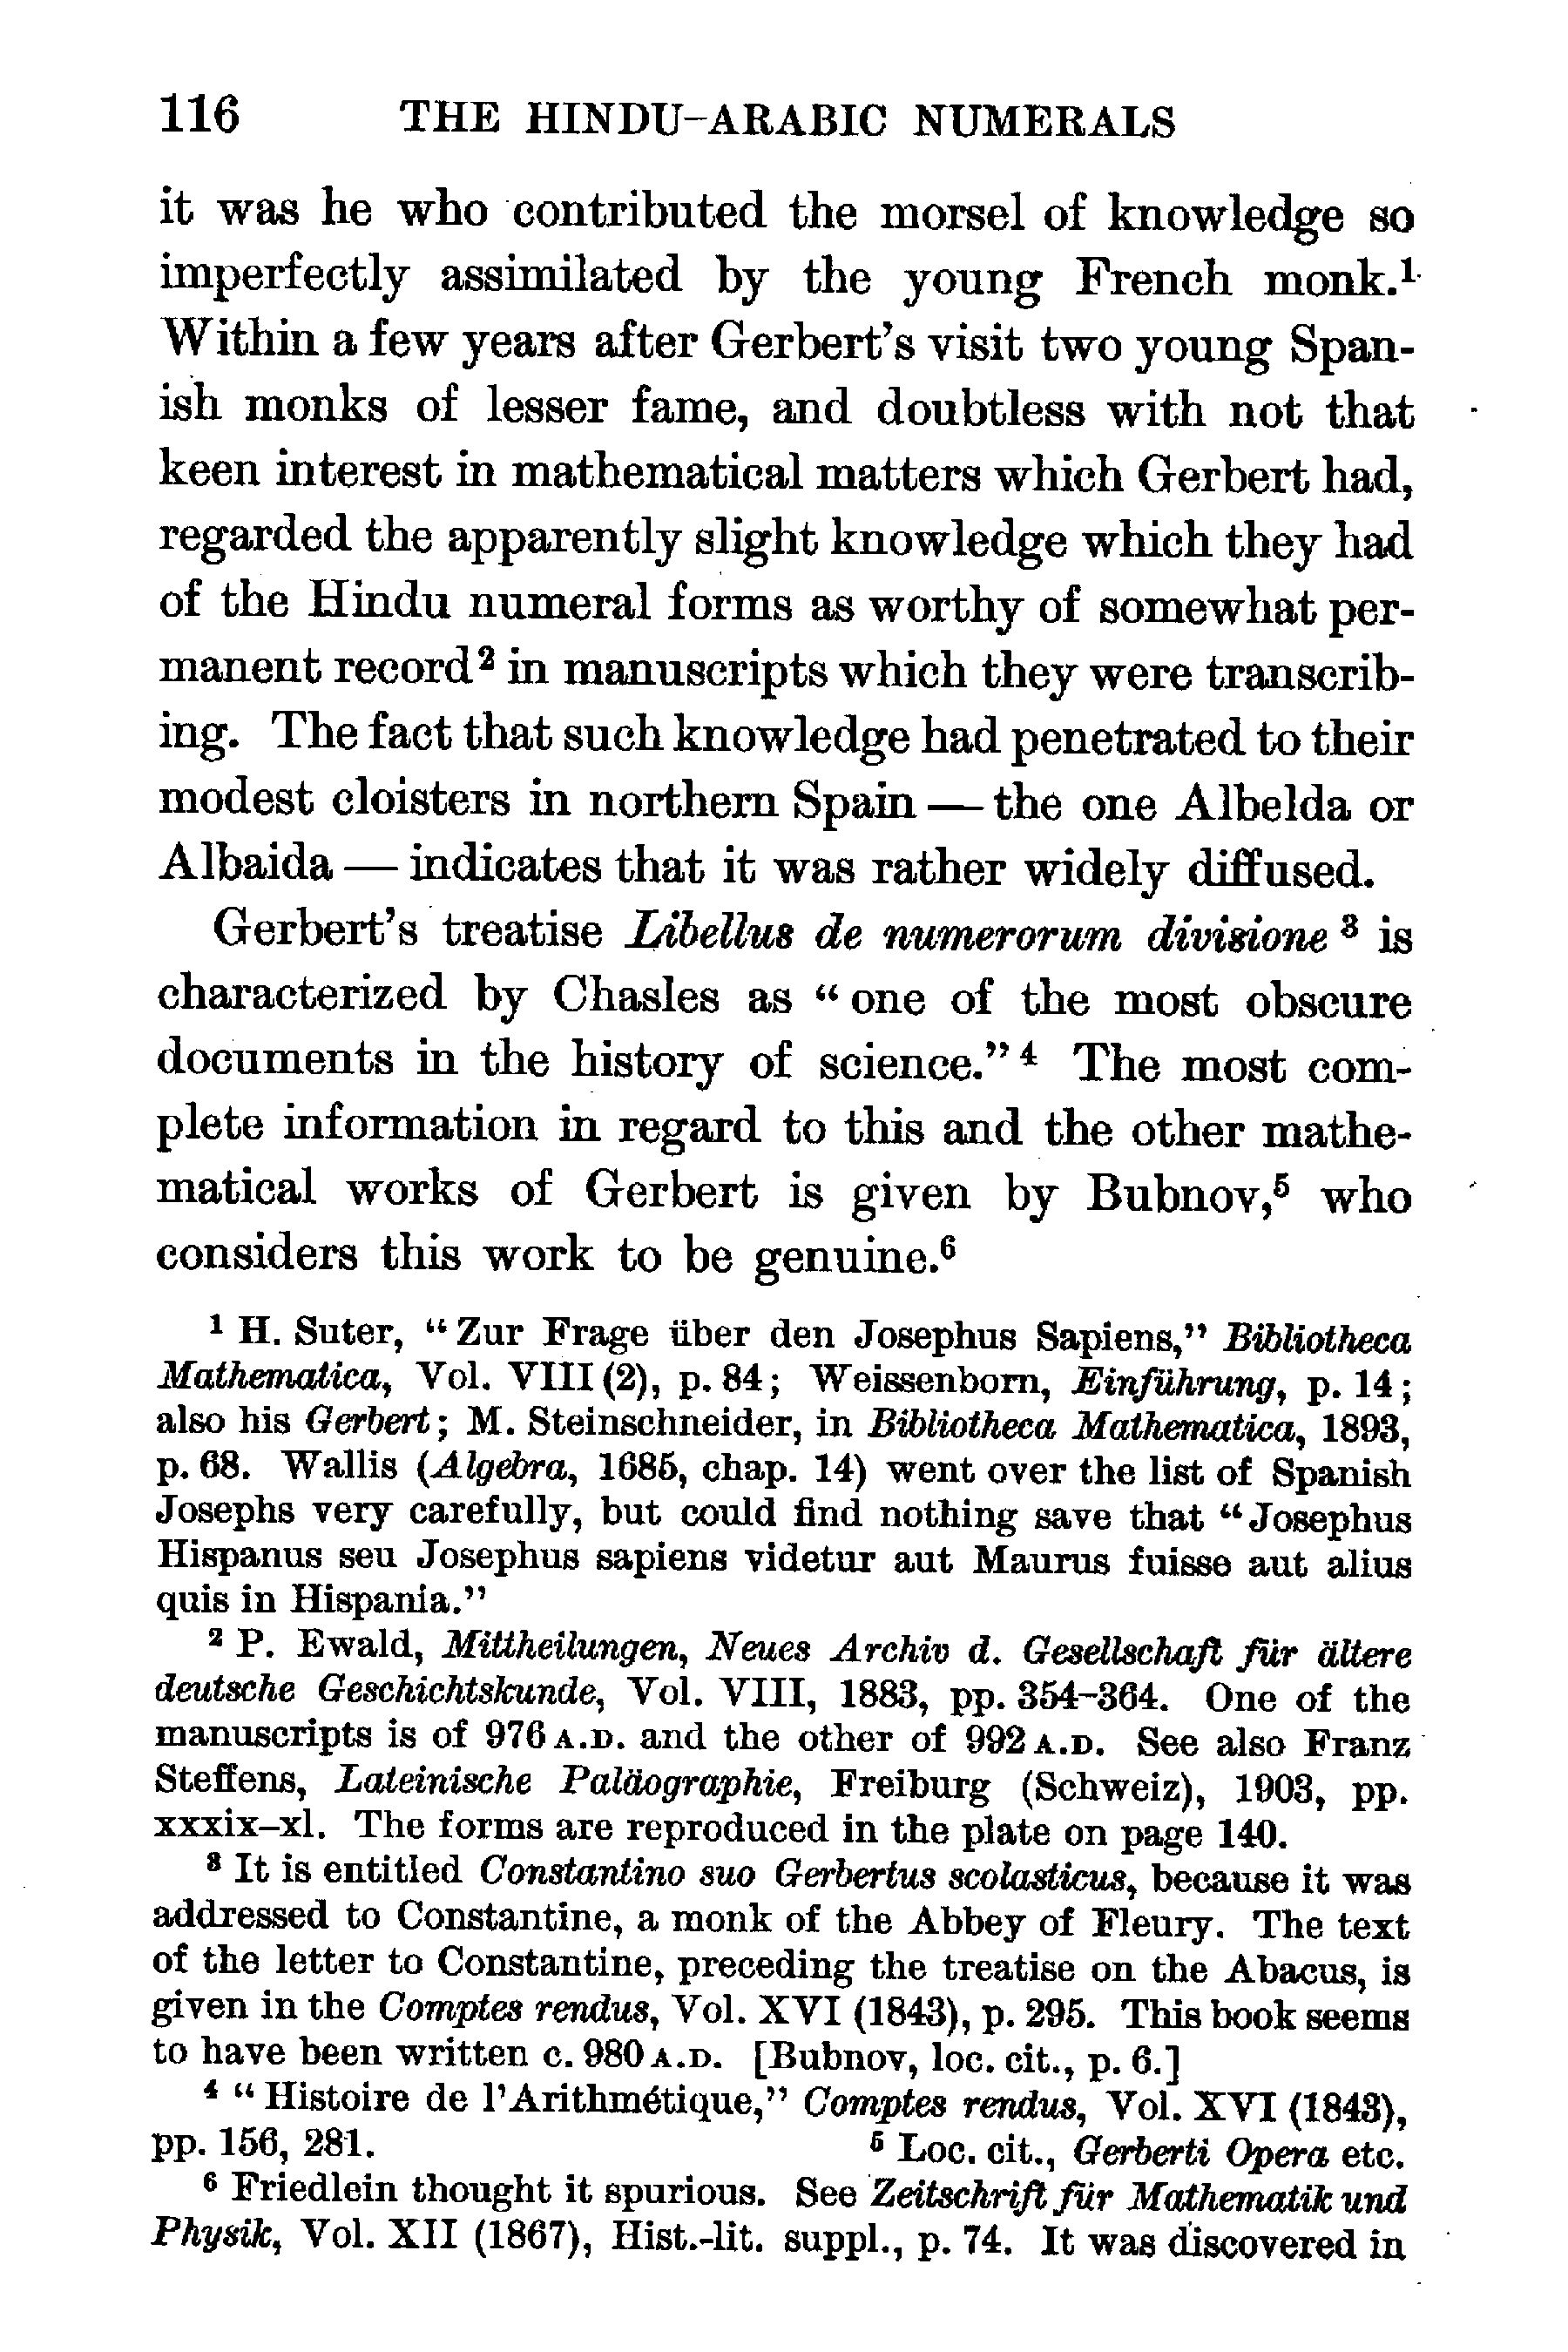 116 THE HINDU–ARABIC NUMERALS
it was he who contributed the morsel of knowledge so
imperfectly assimilated by the young French monk.¹
Within a few years after Gerbert's visit two young Span-
ish monks of lesser fame, and doubtless with not that
keen interest in mathematical matters which Gerbert had,
regarded the apparently slight knowledge which they had
of the Hindu numeral forms as worthy of somewhat per-
manent record² in manuscripts which they were transcrib-
ing. The fact that such knowledge had penetrated to their
modest cloisters in northern Spain — the one Albelda or
Albaida — indicates that it was rather widely diffused.
Gerbert's treatise Libellus de numerorum divisione³ is
characterized by Chasles as “one of the most obscure
documents in the history of science.”⁴ The most com-
plete information in regard to this and the other mathe-
matical works of Gerbert is given by Bubnov,⁵ who
considers this work to be genuine.⁶
¹ H. Suter, “Zur Frage über den Josephus Sapiens,” Bibliotheca
Mathematica, Vol. VIII (2), p. 84; Weissenborn, Einführung, p. 14;
also his Gerbert; M. Steinschneider, in Bibliotheca Mathematica, 1893,
p. 68. Wallis (Algebra, 1685, chap. 14) went over the list of Spanish
Josephs very carefully, but could find nothing save that “Josephus
Hispanus seu Josephus sapiens videtur aut Maurus fuisse aut alius
quis in Hispania.”
² P. Ewald, Mittheilungen, Neues Archiv d. Gesellschaft für ältere
deutsche Geschichtskunde, Vol. VIII, 1883, pp. 354–364. One of the
manuscripts is of 976 A.D. and the other of 992 A.D. See also Franz
Steffens, Lateinische Paläographie, Freiburg (Schweiz), 1903, pp.
xxxix–xl. The forms are reproduced in the plate on page 140.
³ It is entitled Constantino suo Gerbertus scolasticus, because it was
addressed to Constantine, a monk of the Abbey of Fleury. The text
of the letter to Constantine, preceding the treatise on the Abacus, is
given in the Comptes rendus, Vol. XVI (1843), p. 295. This book seems
to have been written c. 980 A.D. [Bubnov, loc. cit., p. 6.]
⁴ “Histoire de l'Arithmétique,” Comptes rendus, Vol. XVI (1843),
pp. 156, 281. ⁵ Loc. cit., Gerberti Opera etc.
⁶ Friedlein thought it spurious. See Zeitschrift für Mathematik und
Physik, Vol. XII (1867), Hist.-lit. suppl., p. 74. It was discovered in